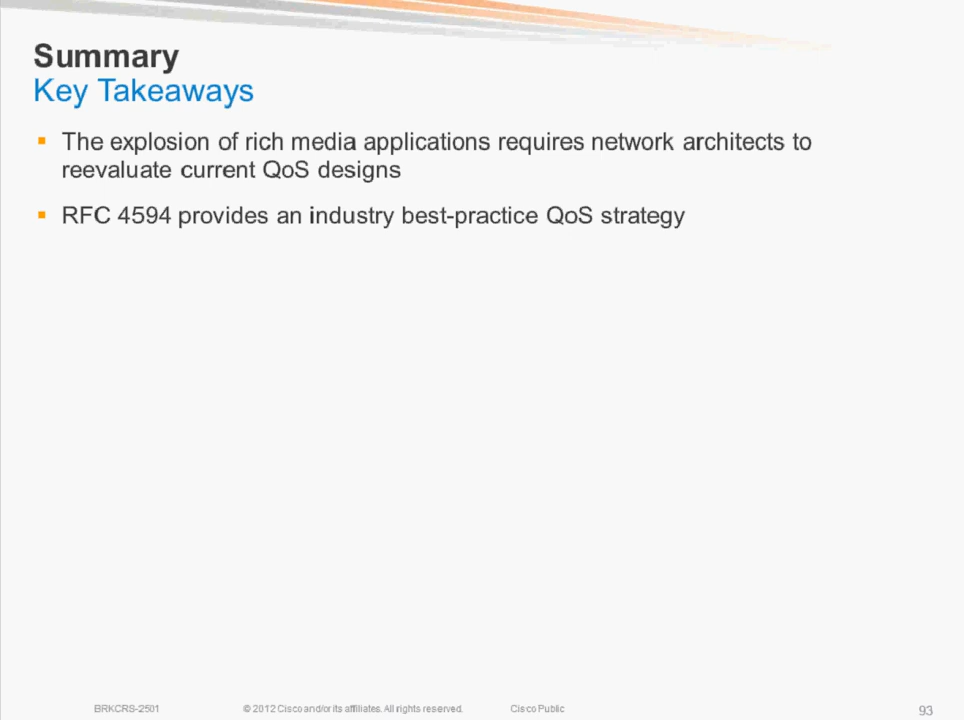 Summary
Key Takeaways
The explosion of rich media applications requires network architects to
reevaluate current QoS designs
RFC 4594 provides an industry best-practice QoS strategy
BRKCRS-2501 © 2012 Cisco and/or its affiliates. All rights reserved. Cisco Public 93